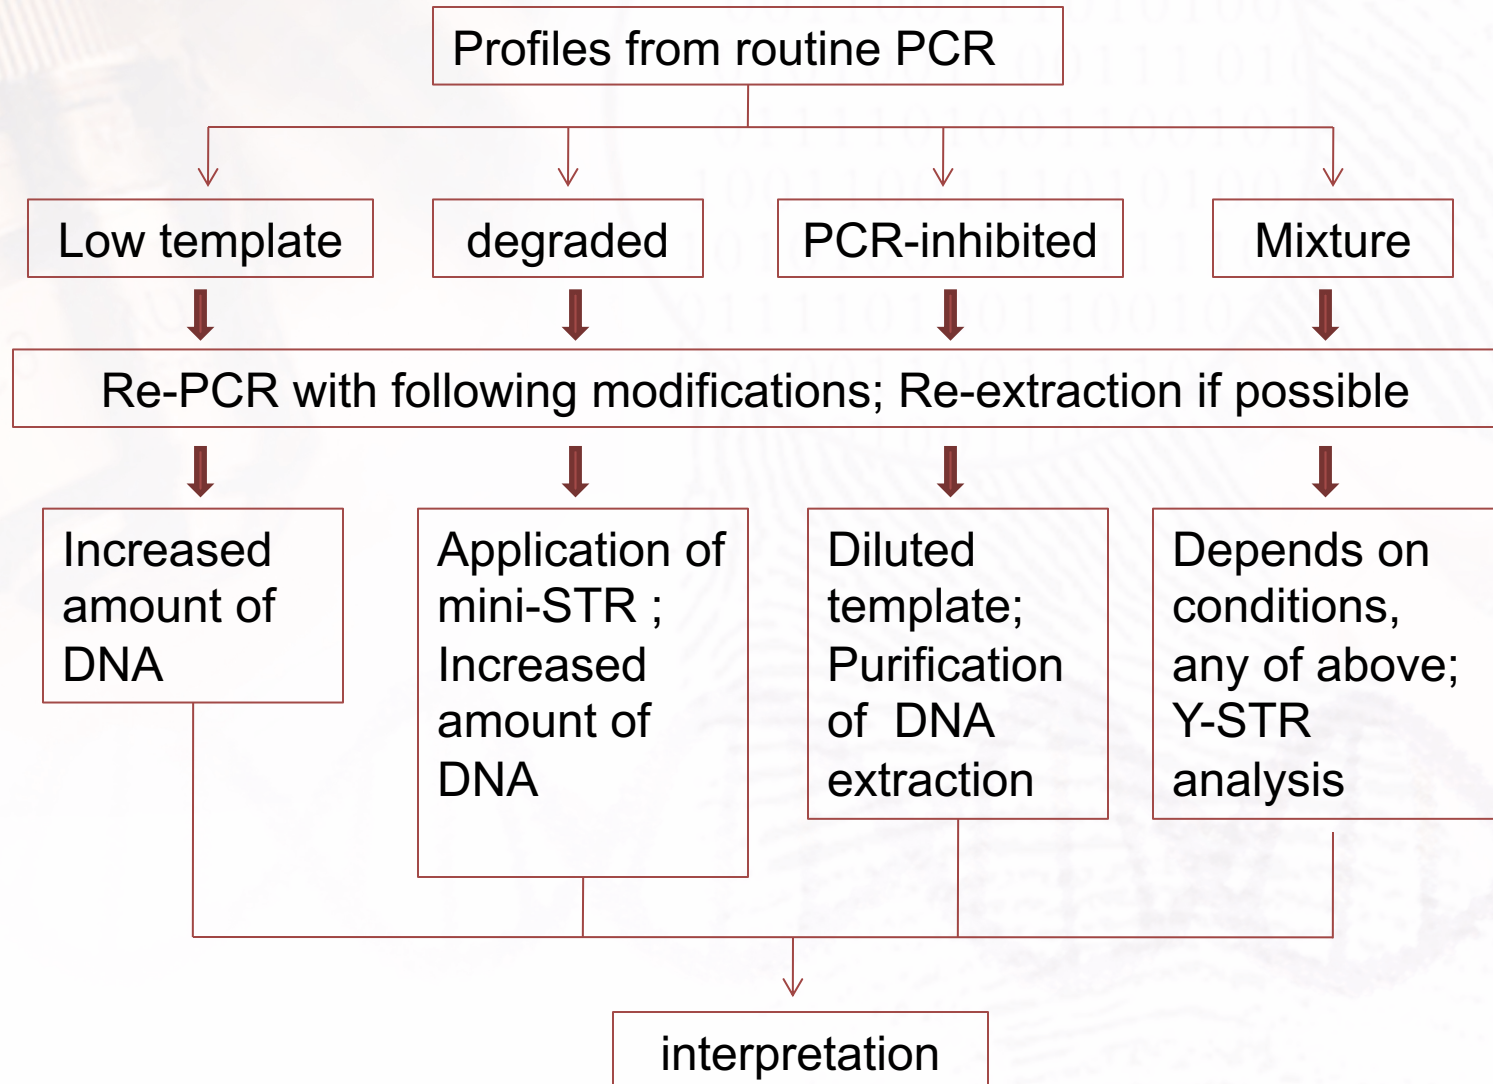 Profiles from routine PCR
Low template
degraded
PCR-inhibited
Mixture
Re-PCR with following modifications; Re-extraction if possible
Increased
amount of
DNA
Application of
mini-STR ;
Increased
amount of
DNA
Diluted
template;
Purification
of DNA
extraction
Depends on
conditions,
any of above;
Y-STR
analysis
interpretation